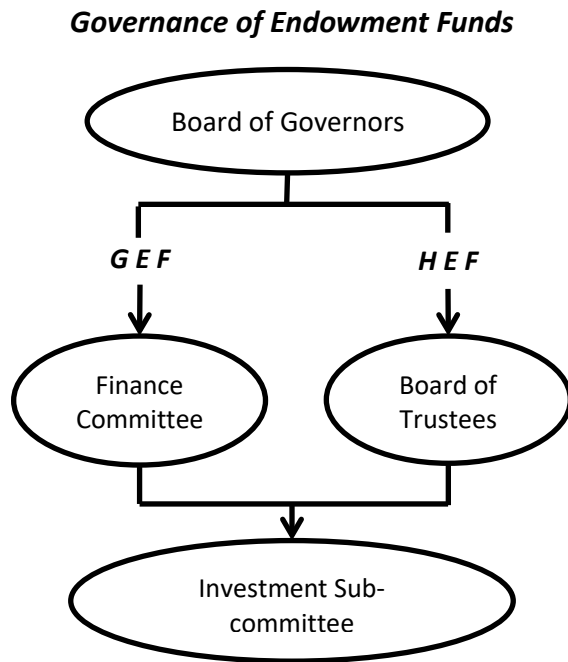 Governance of Endowment Funds
Board of Governors
G E F
H E F
Finance
Committee
Board of
Trustees
Investment Sub-
committee